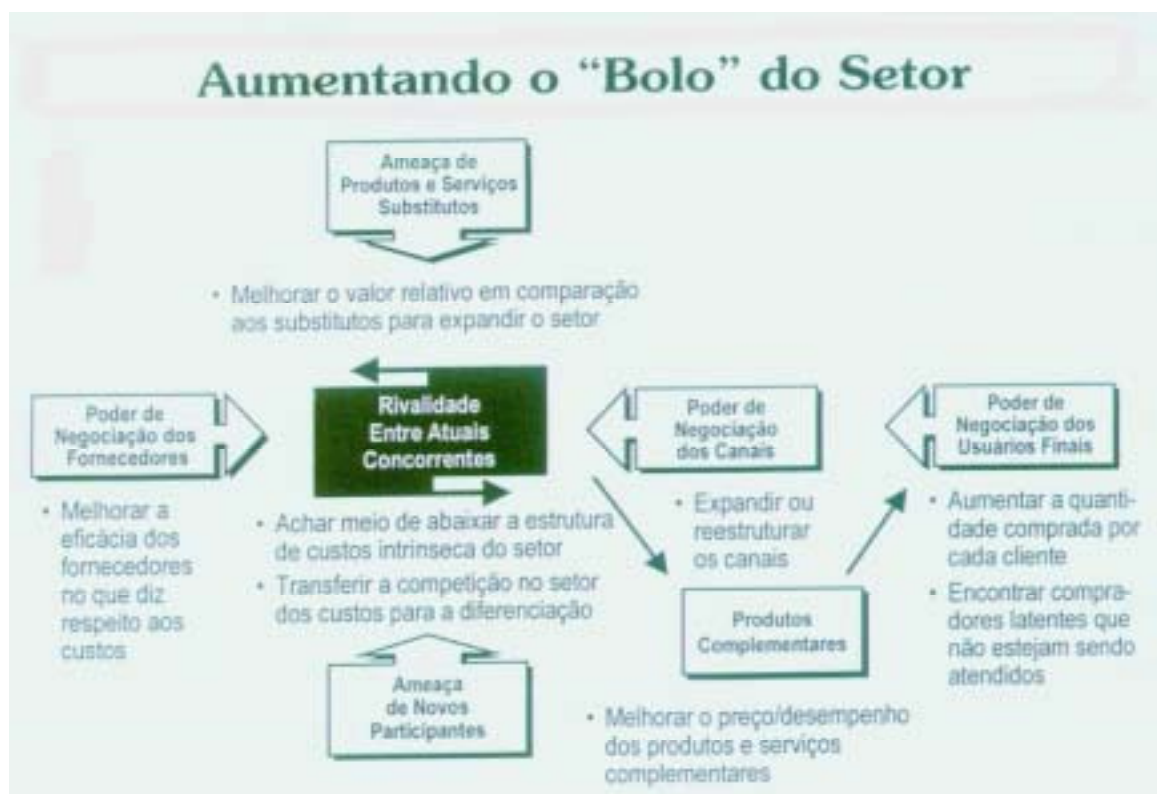 Aumentando o “Bolo” do Setor
Ameaça de
Produtos e Serviços
Substitutos
• Melhorar o valor relativo em comparação
aos substitutos para expandir o setor
Poder de
Negociação dos
Fornecedores
• Melhorar a
eficácia dos
fornecedores
no que diz
respeito aos
custos
Rivalidade
Entre Atuais
Concorrentes
• Achar meio de abaixar a estrutura
de custos intrinseca do setor
• Transferir a competição no setor
dos custos para a diferenciação
Ameaça
de Novos
Participantes
Poder de
Negociação
dos Canais
• Expandir ou
reestruturar
os canais
Produtos
Complementares
• Melhorar o preço/desempenho
dos produtos e serviços
complementares
Poder de
Negociação dos
Usuários Finais
• Aumentar a quanti-
dade comprada por
cada cliente
• Encontrar compra-
dores latentes que
não estejam sendo
atendidos